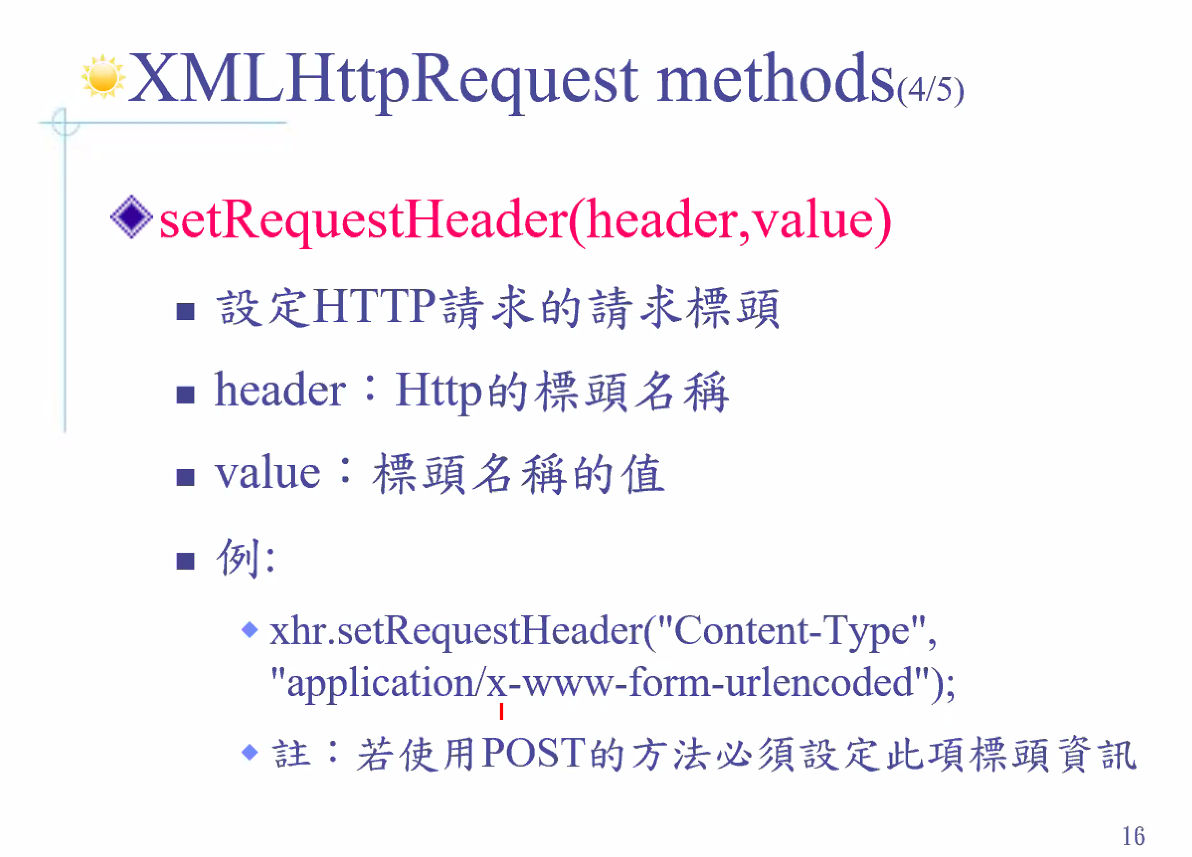 XMLHttpRequest methods(4/5)
setRequestHeader(header,value)
設定HTTP請求的請求標頭
header：Http的標頭名稱
value：標頭名稱的值
例:
xhr.setRequestHeader("Content-Type",
"application/x-www-form-urlencoded");
註：若使用POST的方法必須設定此項標頭資訊
16